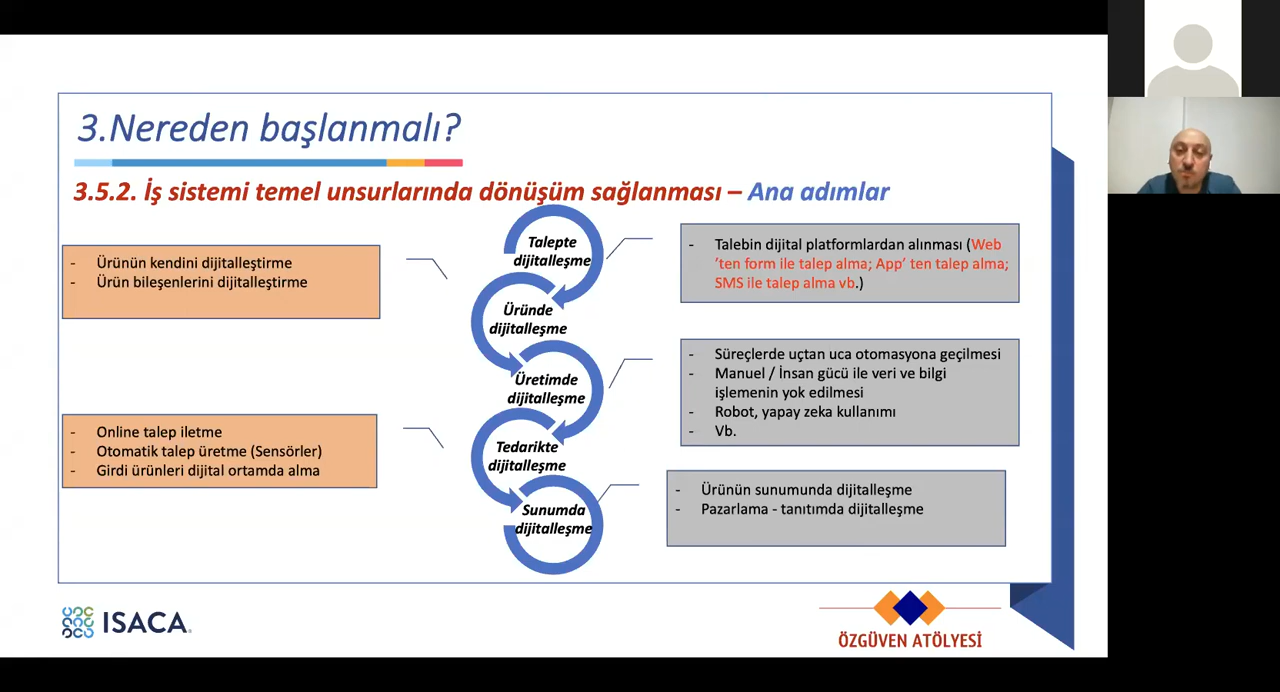 3.Nereden başlanmalı?
3.5.2. İş sistemi temel unsurlarında dönüşüm sağlanması – Ana adımlar
Talepte
dijitalleşme
- Talebin dijital platformlardan alınması (Web
’ten form ile talep alma; App’ ten talep alma;
SMS ile talep alma vb.)
- Ürünün kendini dijitalleştirme
- Ürün bileşenlerini dijitalleştirme
Üründe
dijitalleşme
Üretimde
dijitalleşme
- Süreçlerde uçtan uca otomasyona geçilmesi
- Manuel / İnsan gücü ile veri ve bilgi
işlemenin yok edilmesi
- Robot, yapay zeka kullanımı
- Vb.
- Online talep iletme
- Otomatik talep üretme (Sensörler)
- Girdi ürünleri dijital ortamda alma
Tedarikte
dijitalleşme
Sunumda
dijitalleşme
- Ürünün sunumunda dijitalleşme
- Pazarlama - tanıtımda dijitalleşme
ISACA.
ÖZGÜVEN ATÖLYESİ